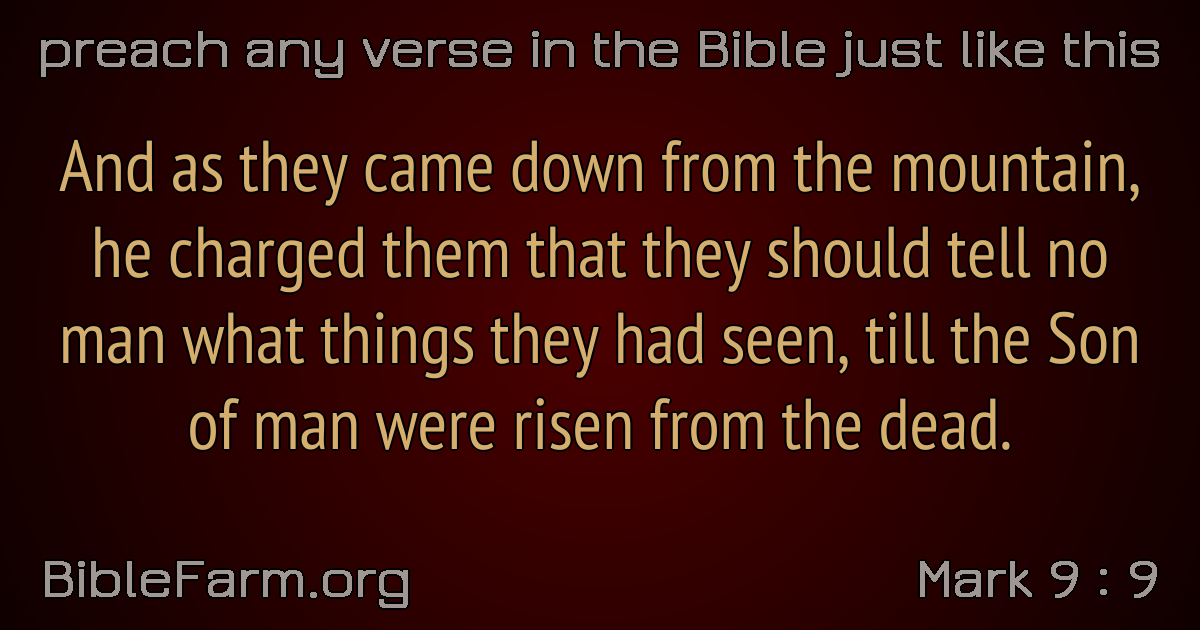 preach any verse in the Bible just like this
And as they came down from the mountain,
he charged them that they should tell no
man what things they had seen, till the Son
of man were risen from the dead.
BibleFarm.org
Mark 9 : 9